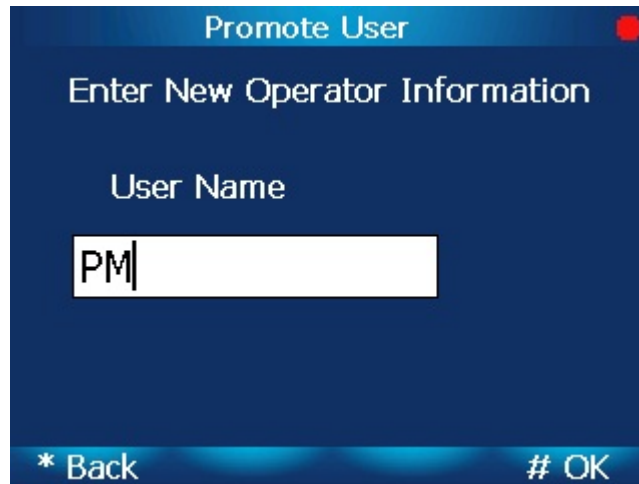 Promote User
Enter New Operator Information
User Name
PM
* Back # OK